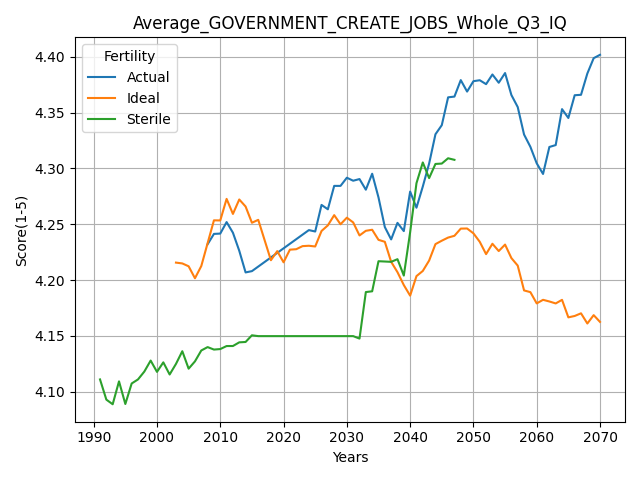 Average_GOVERNMENT_CREATE_JOBS_Whole_Q3_IQ
Fertility
Actual
Ideal
Sterile
Score(1-5)
4.40
4.35
4.30
4.25
4.20
4.15
4.10
1990 2000 2010 2020 2030 2040 2050 2060 2070
Years